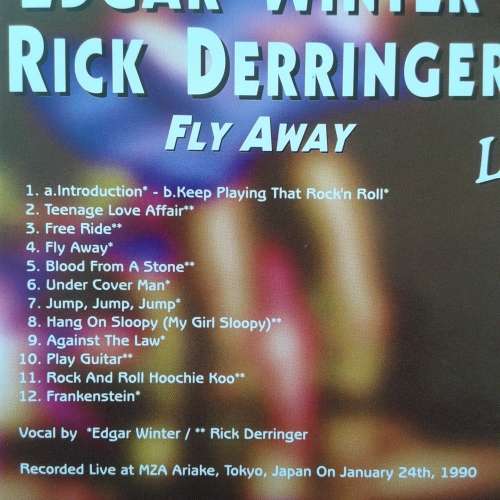 EDGAR WINTER
RICK DERRINGER
FLY AWAY
L
1. a.Introduction* - b.Keep Playing That Rock'n Roll*
2. Teenage Love Affair**
3. Free Ride**
4. Fly Away*
5. Blood From A Stone**
6. Under Cover Man*
7. Jump, Jump, Jump*
8. Hang On Sloopy (My Girl Sloopy)**
9. Against The Law*
10. Play Guitar**
11. Rock And Roll Hoochie Koo**
12. Frankenstein*
Vocal by *Edgar Winter / ** Rick Derringer
Recorded Live at M2A Ariake, Tokyo, Japan On January 24th, 1990